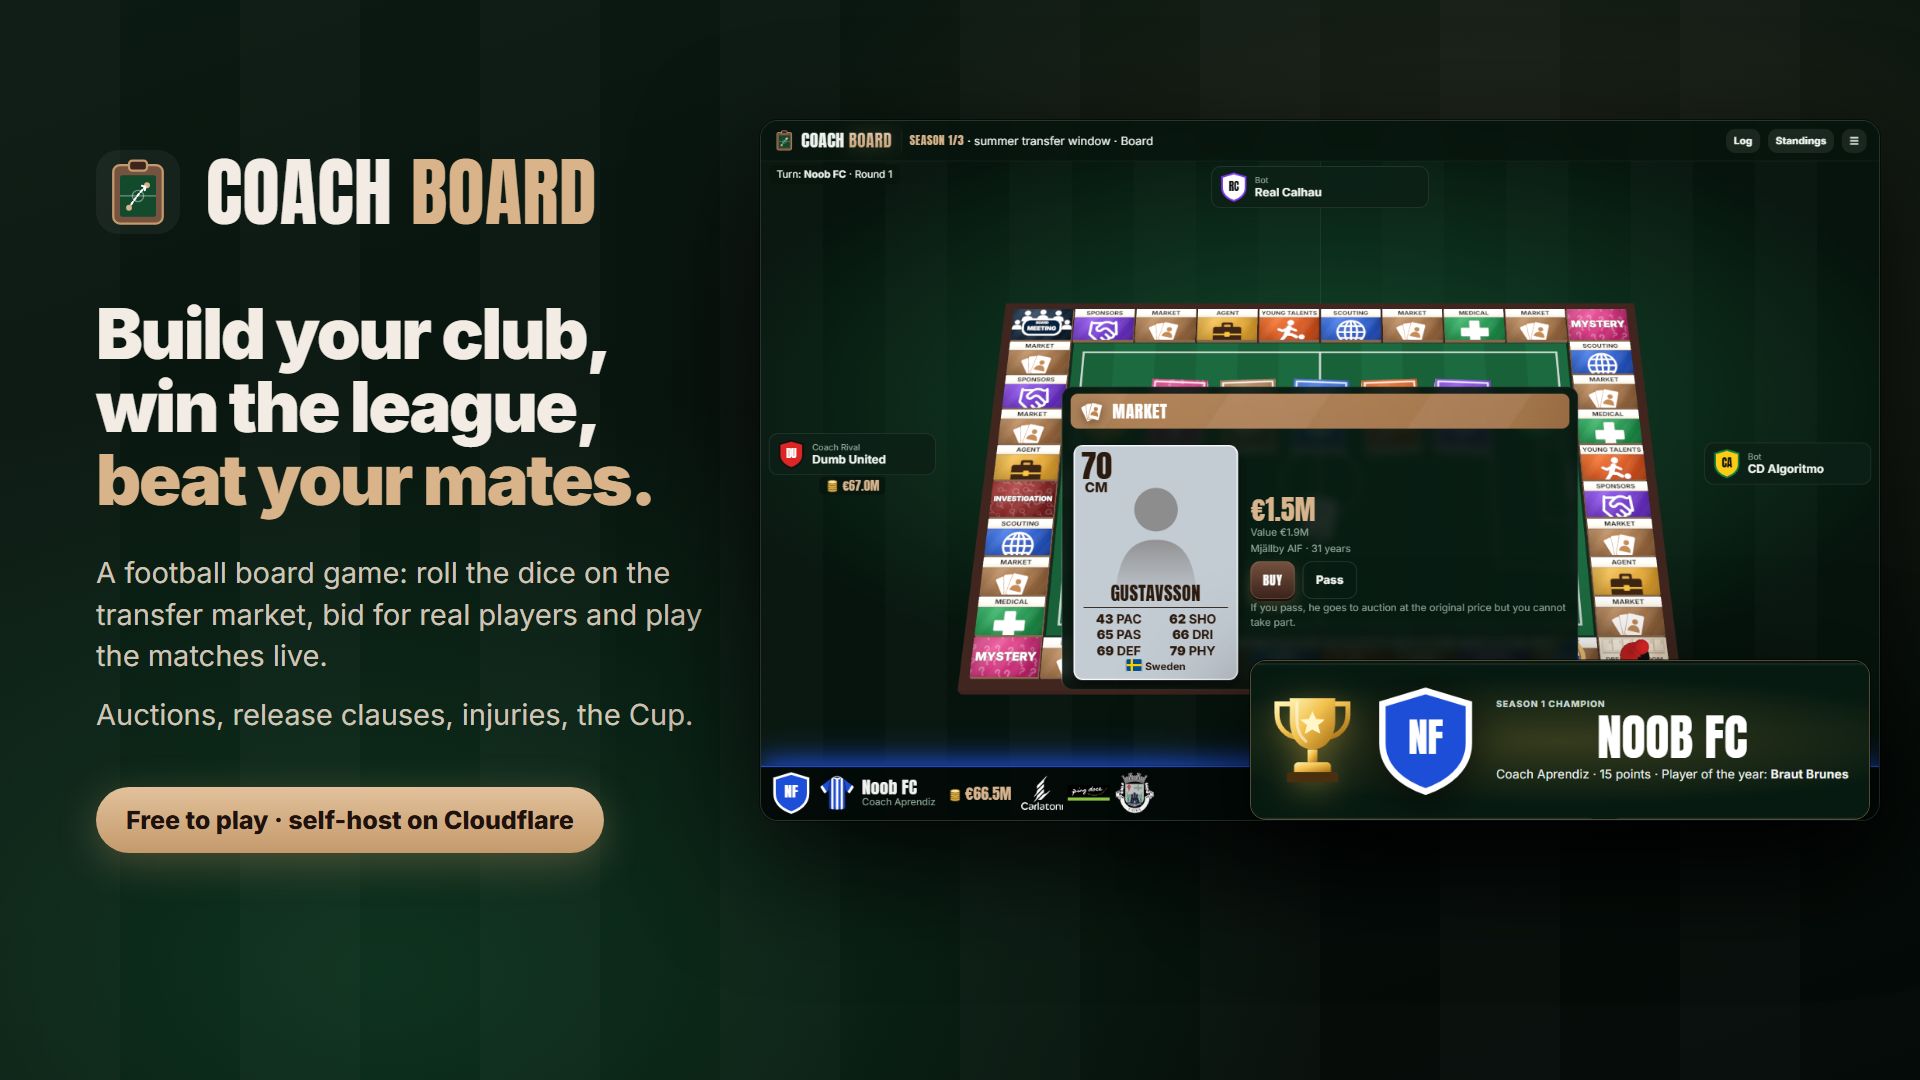 COACH BOARD
Build your club,
win the league,
beat your mates.
A football board game: roll the dice on the
transfer market, bid for real players and play
the matches live.
Auctions, release clauses, injuries, the Cup.
Free to play · self-host on Cloudflare
COACH BOARD
SEASON 1/3 · summer transfer window · Board
Log
Standings
Turn: Noob FC · Round 1
RC
Bot
Real Calhau
DU
Coach Rival
Dumb United
€67.0M
CA
Bot
CD Algoritmo
BOARD MEETING
SPONSORS
MARKET
AGENT
YOUNG TALENTS
SCOUTING
MARKET
MEDICAL
MARKET
MYSTERY
MARKET
SPONSORS
MARKET
AGENT
INVESTIGATION
SCOUTING
MARKET
MEDICAL
MYSTERY
SCOUTING
MARKET
MEDICAL
YOUNG TALENTS
SPONSORS
MARKET
AGENT
MARKET
MARKET
70
CM
GUSTAVSSON
43 PAC 62 SHO
65 PAS 66 DRI
69 DEF 79 PHY
Sweden
€1.5M
Value €1.9M
Mjällby AIF · 31 years
BUY
Pass
If you pass, he goes to auction at the original price but you cannot
take part.
NF
Noob FC
Coach Aprendiz
€66.5M
Carlatoni
ping doce
NF
SEASON 1 CHAMPION
NOOB FC
Coach Aprendiz · 15 points · Player of the year: Braut Brunes